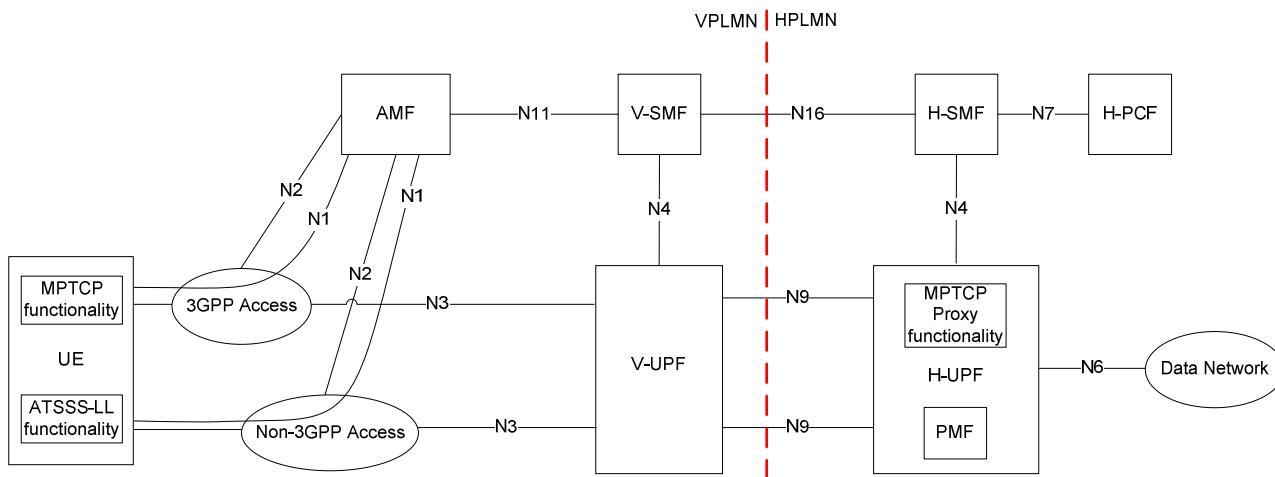 VPLMN
HPLMN
AMF
N11
V-SMF
N16
H-SMF
N7
H-PCF
N2
N1
N1
N2
N4
N4
MPTCP
functionality
UE
ATSSS-LL
functionality
3GPP Access
Non-3GPP Access
N3
N3
V-UPF
N9
N9
MPTCP
Proxy
functionality
H-UPF
PMF
N6
Data Network